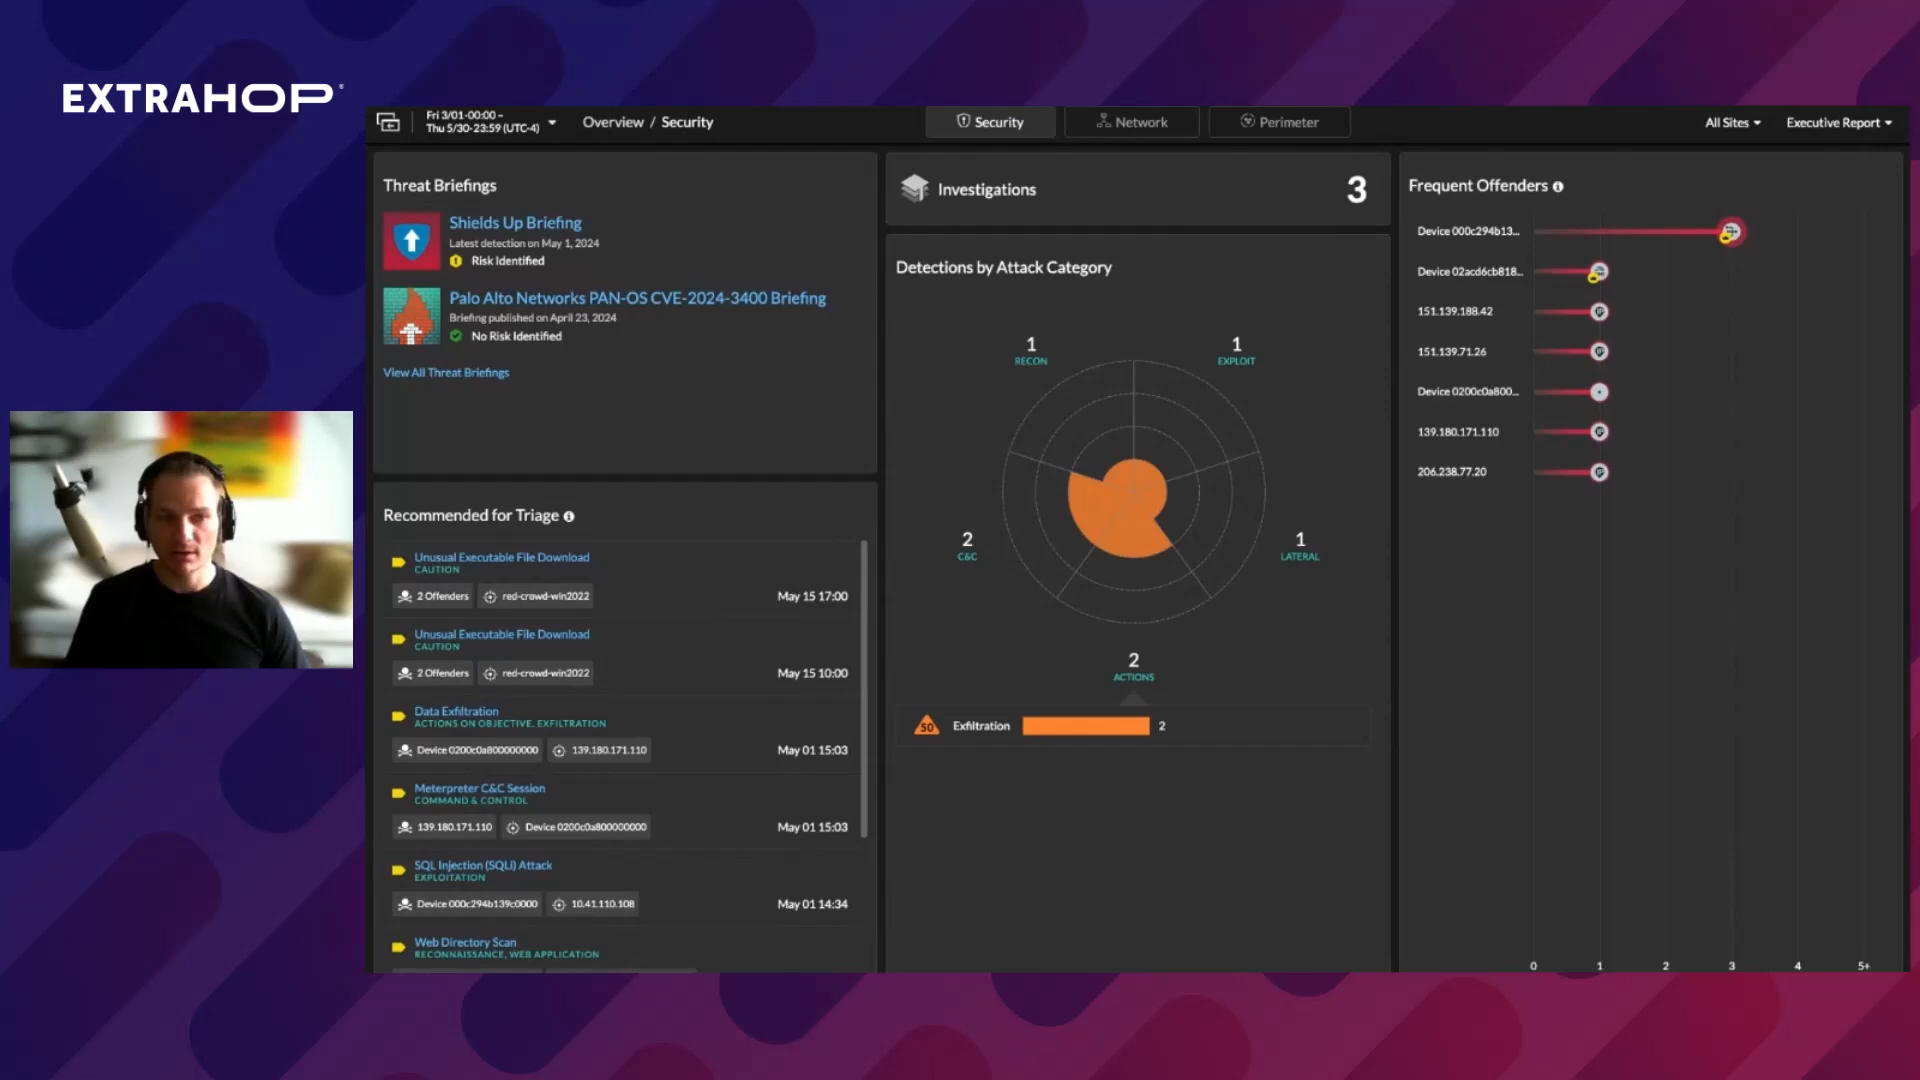 EXTRAHOP
Fri 3/01-00:00 –
Thu 5/30-23:59 (UTC-4)
Overview / Security
Security
Network
Perimeter
All Sites
Executive Report
Threat Briefings
Shields Up Briefing
Latest detection on May 1, 2024
Risk Identified
Palo Alto Networks PAN-OS CVE-2024-3400 Briefing
Briefing published on April 23, 2024
No Risk Identified
View All Threat Briefings
Recommended for Triage
Unusual Executable File Download
CAUTION
2 Offenders red-crowd-win2022 May 15 17:00
Unusual Executable File Download
CAUTION
2 Offenders red-crowd-win2022 May 15 10:00
Data Exfiltration
ACTIONS ON OBJECTIVE, EXFILTRATION
Device 0200c0a800000000 139.180.171.110 May 01 15:03
Meterpreter C&C Session
COMMAND & CONTROL
139.180.171.110 Device 0200c0a800000000 May 01 15:03
SQL Injection (SQLi) Attack
EXPLOITATION
Device 000c294b139c0000 10.41.110.108 May 01 14:34
Web Directory Scan
RECONNAISSANCE, WEB APPLICATION
Investigations 3
Detections by Attack Category
1
RECON
1
EXPLOIT
2
C&C
1
LATERAL
2
ACTIONS
50 Exfiltration 2
Frequent Offenders
Device 000c294b13...
Device 02acd6cb818...
151.139.188.42
151.139.71.26
Device 0200c0a800...
139.180.171.110
206.238.77.20
0 1 2 3 4 5+